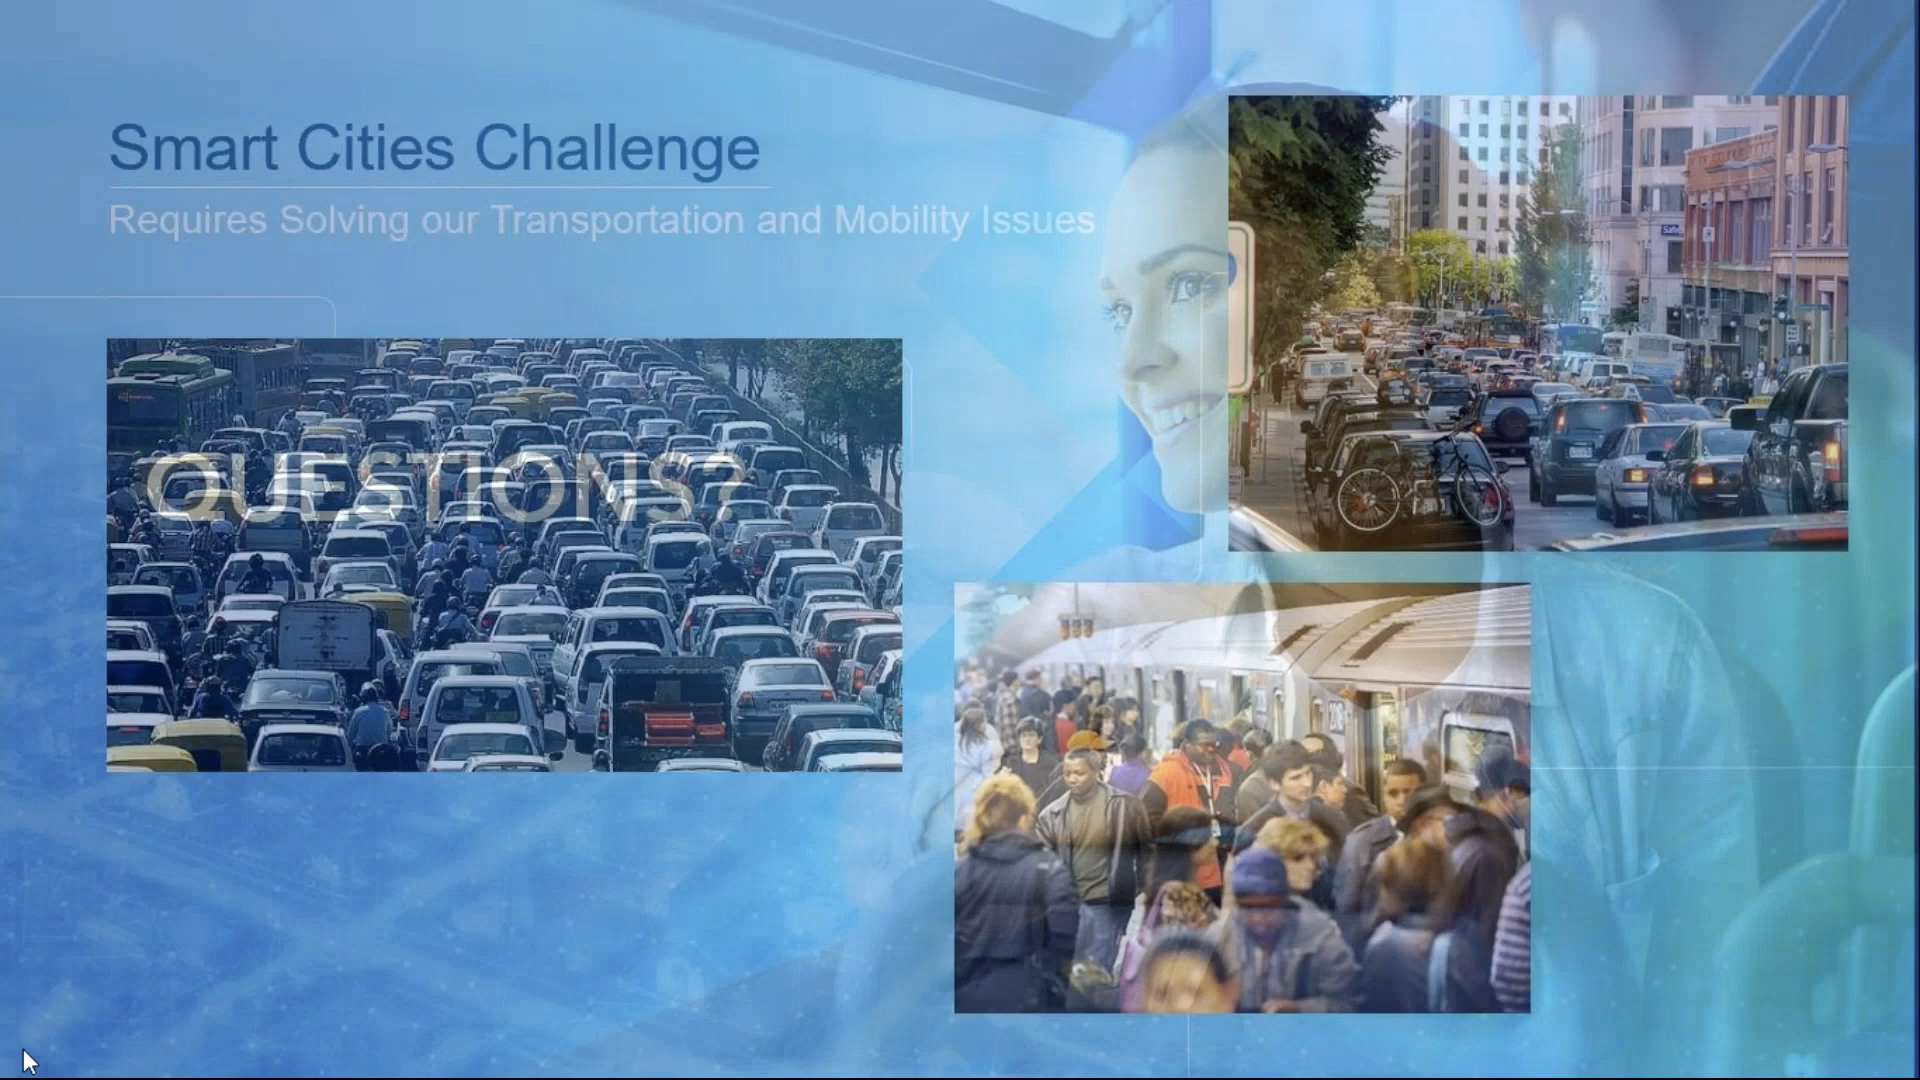 Smart Cities Challenge
Requires Solving our Transportation and Mobility Issues
QUESTIONS?